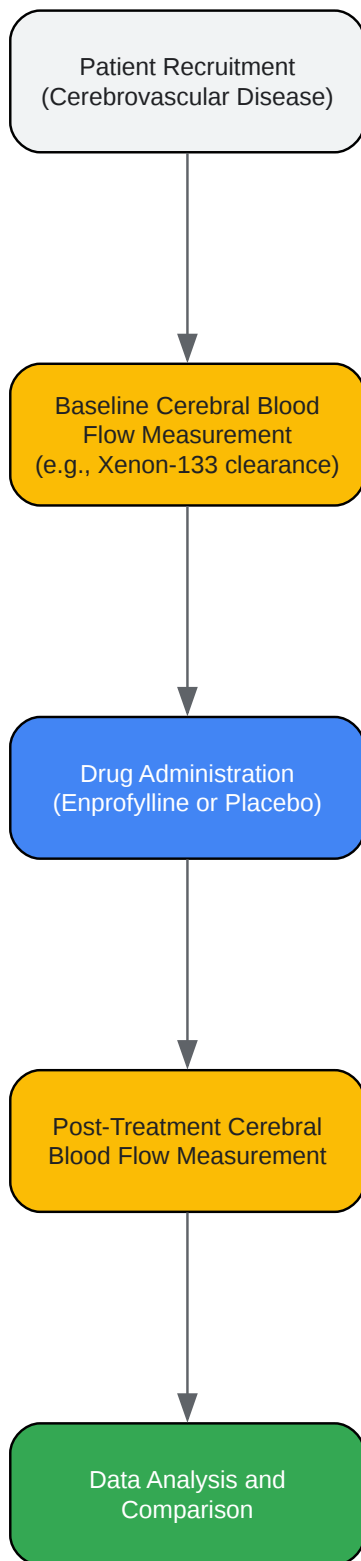 Patient Recruitment
(Cerebrovascular Disease)
Baseline Cerebral Blood
Flow Measurement
(e.g., Xenon-133 clearance)
Drug Administration
(Enprofylline or Placebo)
Post-Treatment Cerebral
Blood Flow Measurement
Data Analysis and
Comparison